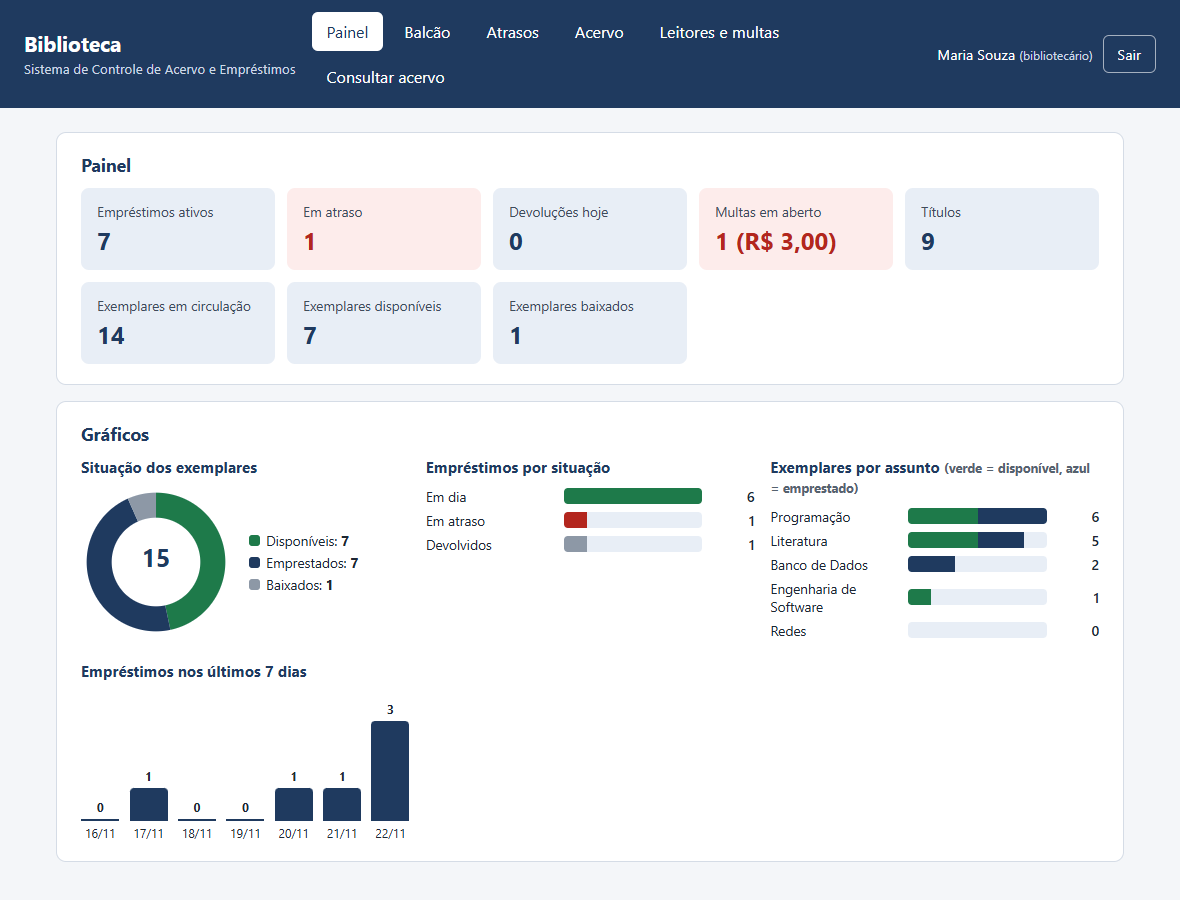 Biblioteca
Sistema de Controle de Acervo e Empréstimos
Painel
Balcão
Atrasos
Acervo
Leitores e multas
Consultar acervo
Maria Souza (bibliotecário)
Sair
Painel
Empréstimos ativos
7
Em atraso
1
Devoluções hoje
0
Multas em aberto
1 (R$ 3,00)
Títulos
9
Exemplares em circulação
14
Exemplares disponíveis
7
Exemplares baixados
1
Gráficos
Situação dos exemplares
15
Disponíveis: 7
Emprestados: 7
Baixados: 1
Empréstimos por situação
Em dia 6
Em atraso 1
Devolvidos 1
Exemplares por assunto (verde = disponível, azul
= emprestado)
Programação 6
Literatura 5
Banco de Dados 2
Engenharia de
Software 1
Redes 0
Empréstimos nos últimos 7 dias
0 1 0 0 1 1 3
16/11 17/11 18/11 19/11 20/11 21/11 22/11